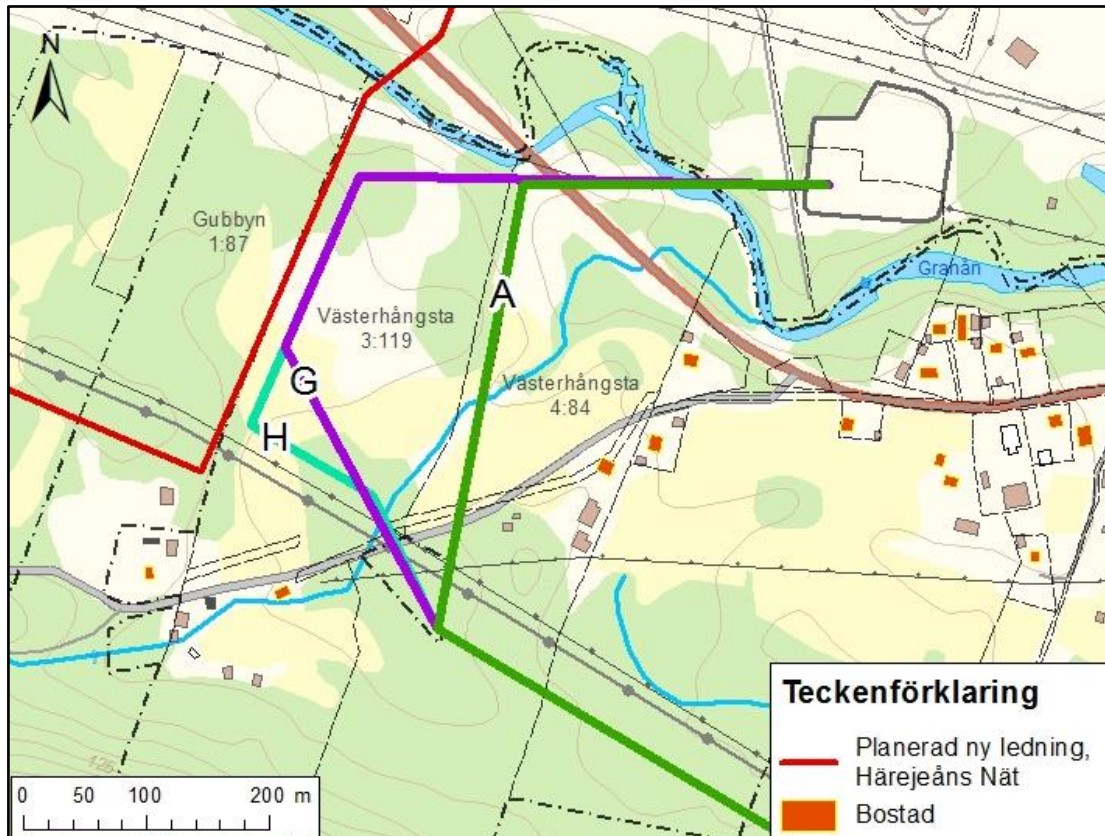 N
Gubbyn
1:87
A
Västerhångsta
3:119
Västerhångsta
4:84
Granån
G
H
125
0 50 100 200 m
Teckenförklaring
Planerad ny ledning,
Härejeåns Nät
Bostad